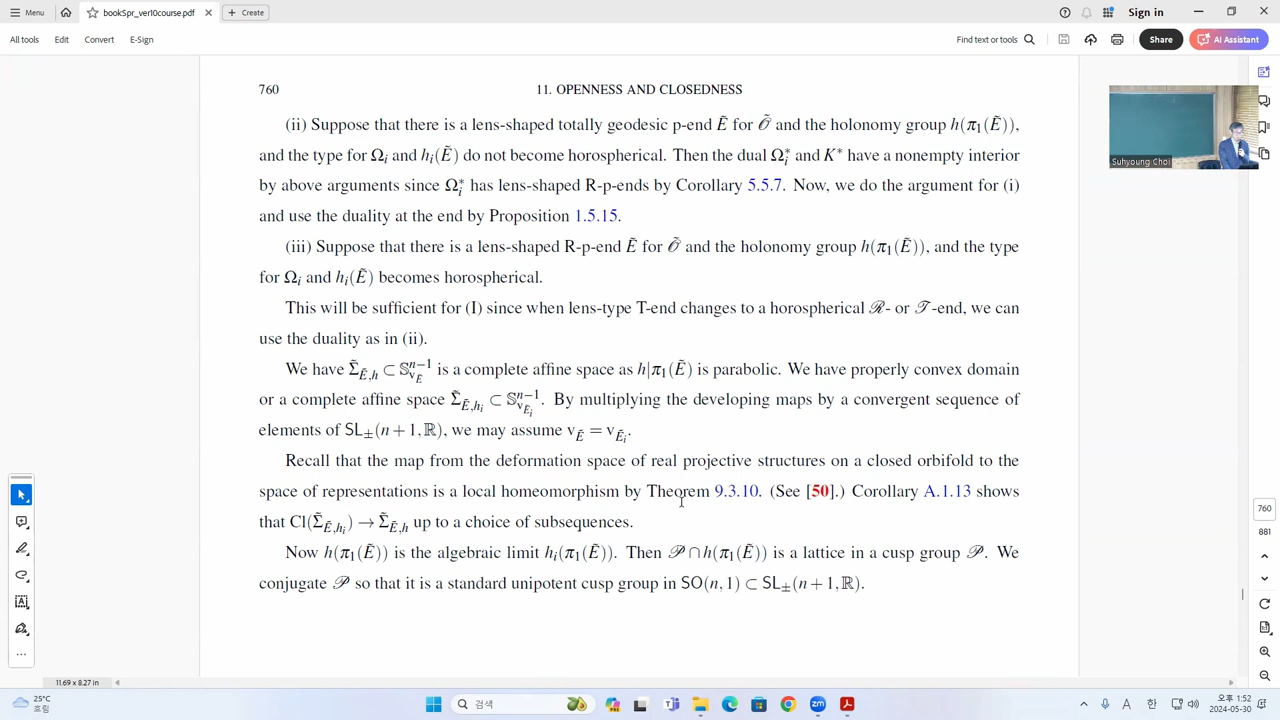 Menu
bookSpr_ver10course.pdf
Create
Sign in
All tools
Edit
Convert
E-Sign
Find text or tools
Share
AI Assistant
760
11. OPENNESS AND CLOSEDNESS
(ii) Suppose that there is a lens-shaped totally geodesic p-end Ẽ for 𝒪̃ and the holonomy group h(π₁(Ẽ)),
and the type for Ωᵢ and hᵢ(Ẽ) do not become horospherical. Then the dual Ωᵢ* and K* have a nonempty interior
by above arguments since Ωᵢ* has lens-shaped R-p-ends by Corollary 5.5.7. Now, we do the argument for (i)
and use the duality at the end by Proposition 1.5.15.
(iii) Suppose that there is a lens-shaped R-p-end Ẽ for 𝒪̃ and the holonomy group h(π₁(Ẽ)), and the type
for Ωᵢ and hᵢ(Ẽ) becomes horospherical.
This will be sufficient for (I) since when lens-type T-end changes to a horospherical ℛ- or 𝒯-end, we can
use the duality as in (ii).
We have Σ̃_{Ẽ,h} ⊂ 𝕊^{n−1}_{v_Ẽ} is a complete affine space as h|π₁(Ẽ) is parabolic. We have properly convex domain
or a complete affine space Σ̃_{Ẽ,hᵢ} ⊂ 𝕊^{n−1}_{v_{Ẽᵢ}}. By multiplying the developing maps by a convergent sequence of
elements of SL±(n+1,ℝ), we may assume v_Ẽ = v_{Ẽᵢ}.
Recall that the map from the deformation space of real projective structures on a closed orbifold to the
space of representations is a local homeomorphism by Theorem 9.3.10. (See [50].) Corollary A.1.13 shows
that Cl(Σ̃_{Ẽ,hᵢ}) → Σ̃_{Ẽ,h} up to a choice of subsequences.
Now h(π₁(Ẽ)) is the algebraic limit hᵢ(π₁(Ẽ)). Then 𝒫 ∩ h(π₁(Ẽ)) is a lattice in a cusp group 𝒫. We
conjugate 𝒫 so that it is a standard unipotent cusp group in SO(n,1) ⊂ SL±(n+1,ℝ).
Suhyoung Choi
760
881
11.69 x 8.27 in
25°C
흐림
검색
A
한
오후 1:52
2024-05-30